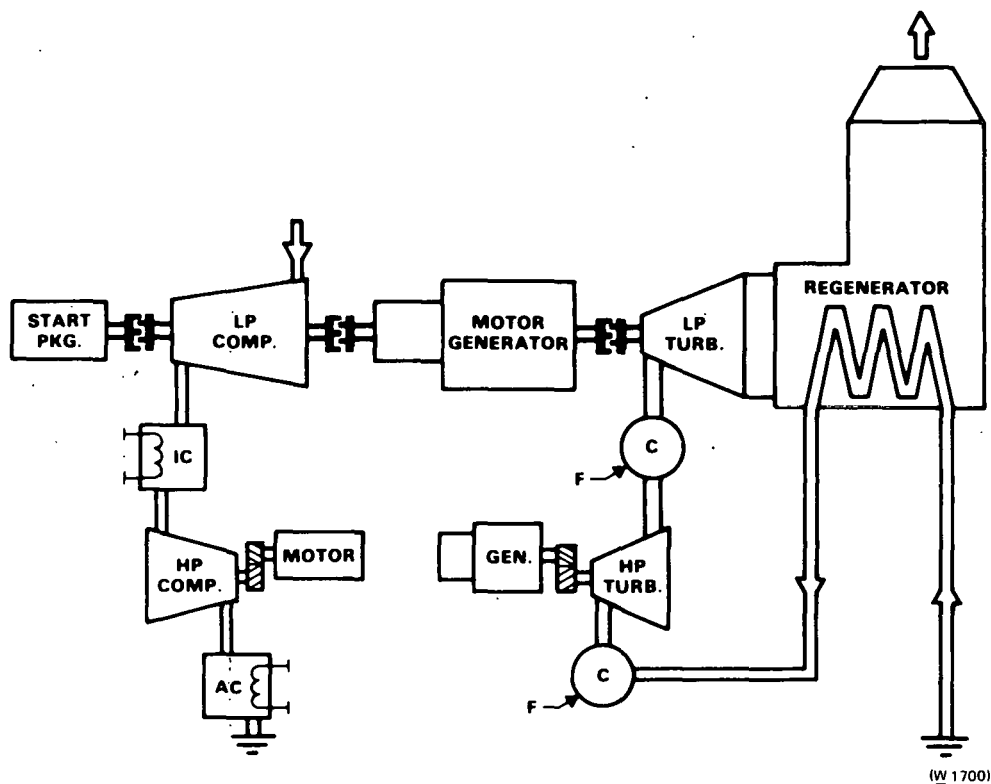 REGENERATOR
START
PKG.
LP
COMP.
MOTOR
GENERATOR
LP
TURB.
IC
C
F
HP
COMP.
MOTOR
GEN.
HP
TURB.
AC
C
F
(W 1700)